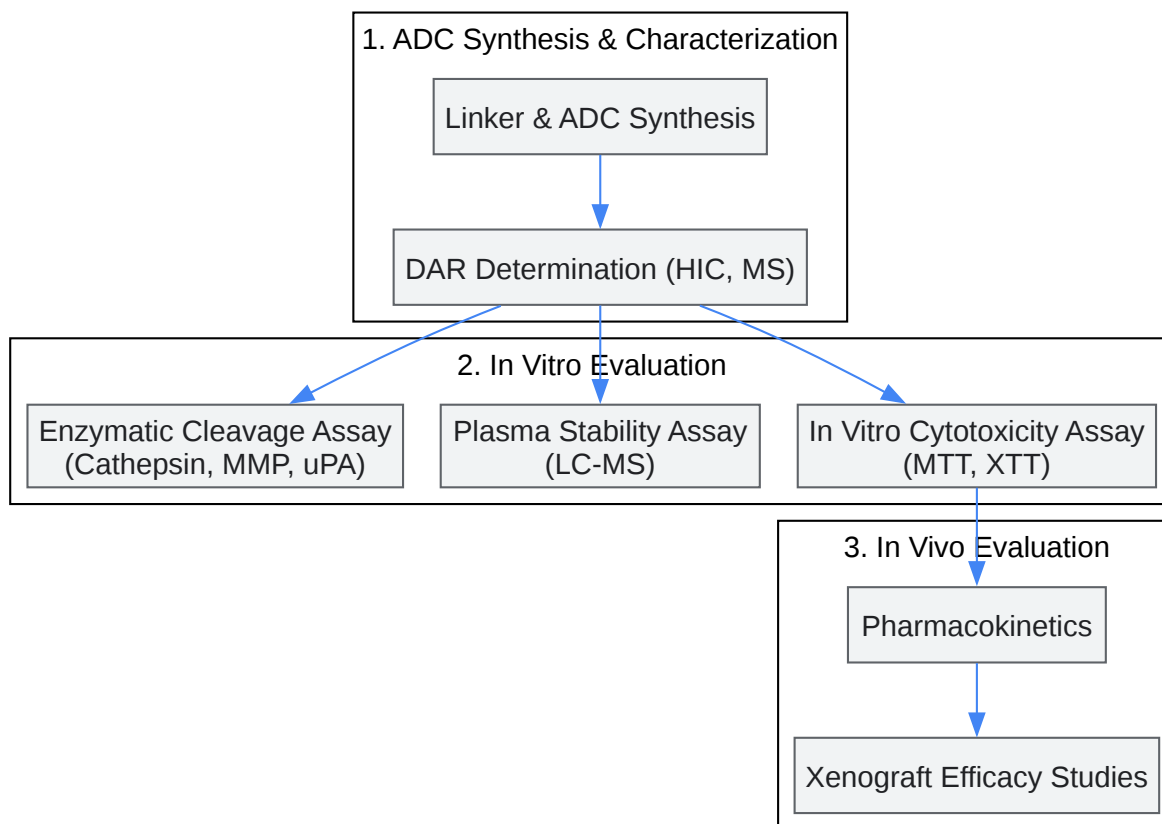 1. ADC Synthesis & Characterization
Linker & ADC Synthesis
DAR Determination (HIC, MS)
2. In Vitro Evaluation
Enzymatic Cleavage Assay
(Cathepsin, MMP, uPA)
Plasma Stability Assay
(LC-MS)
In Vitro Cytotoxicity Assay
(MTT, XTT)
3. In Vivo Evaluation
Pharmacokinetics
Xenograft Efficacy Studies